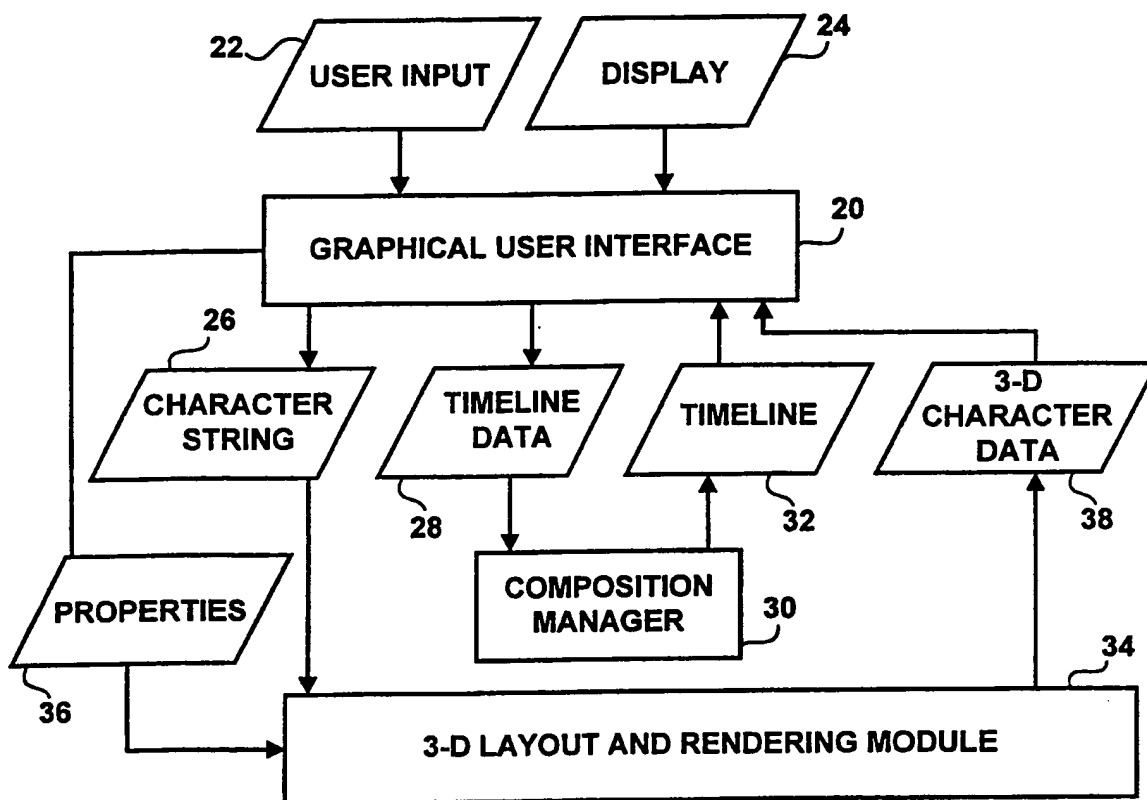 22
USER INPUT
DISPLAY
24
GRAPHICAL USER INTERFACE
20
26
CHARACTER
STRING
TIMELINE
DATA
28
TIMELINE
32
3-D
CHARACTER
DATA
38
PROPERTIES
36
COMPOSITION
MANAGER
30
34
3-D LAYOUT AND RENDERING MODULE